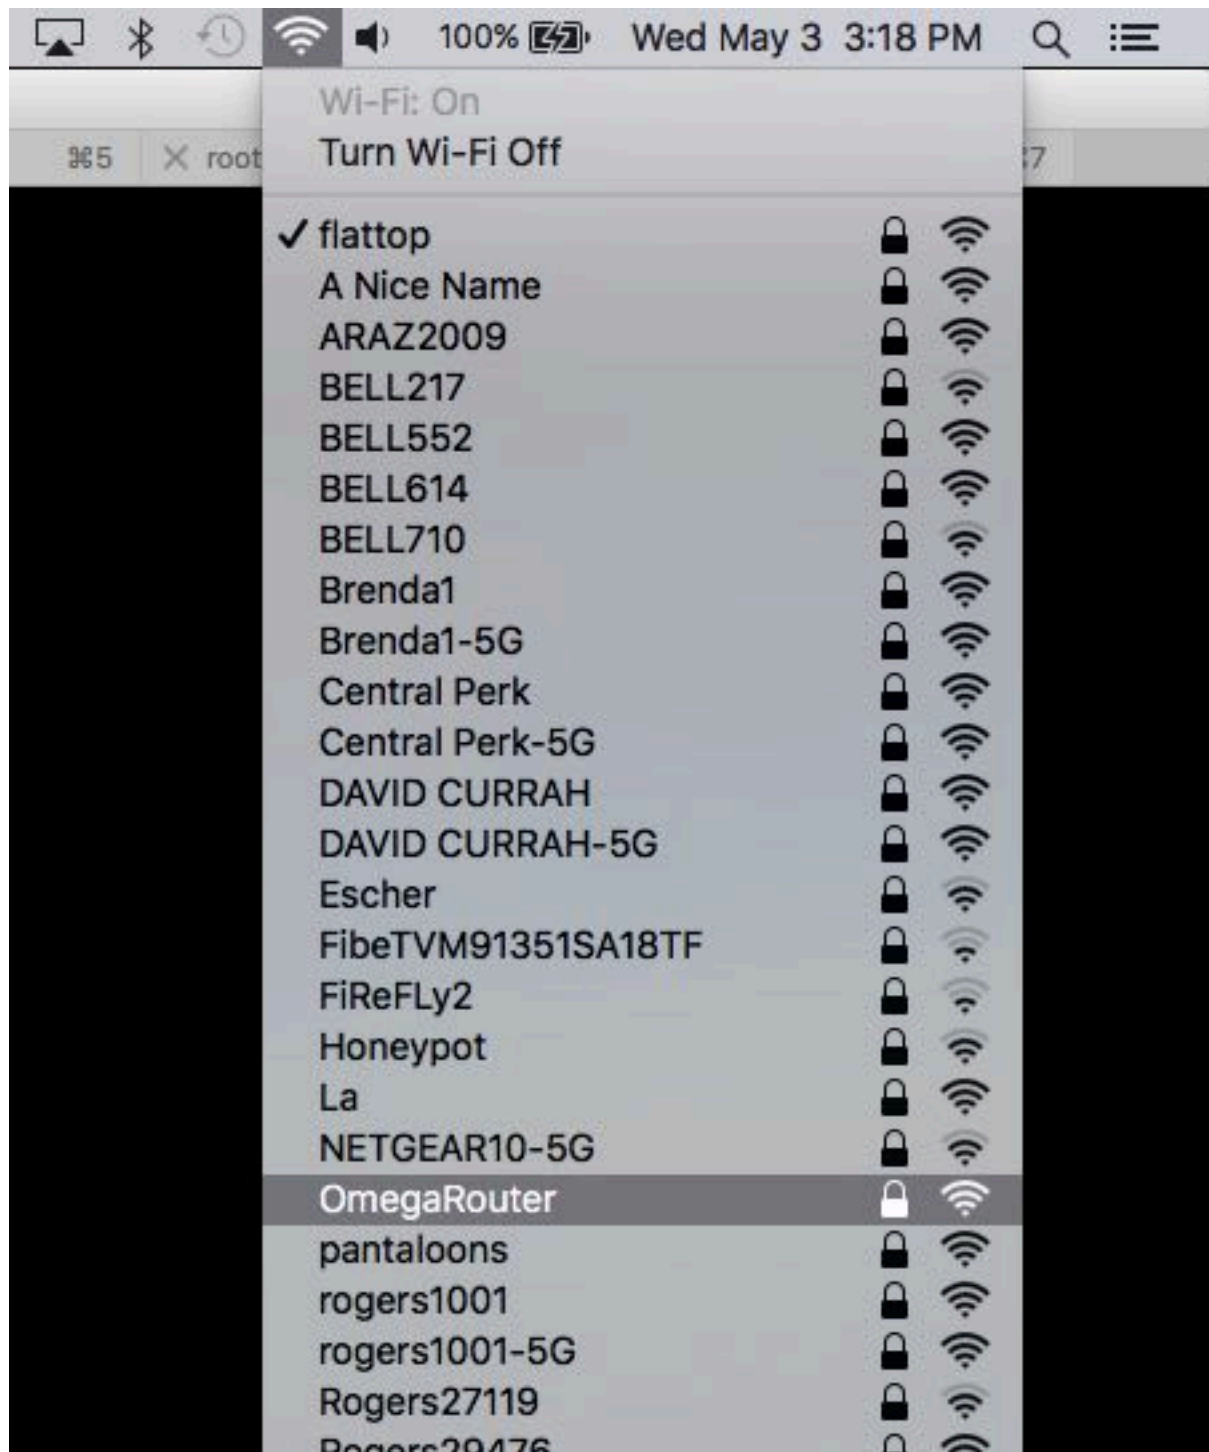 100% Wed May 3 3:18 PM
Wi-Fi: On
Turn Wi-Fi Off
⌘5 × root 7
✓ flattop
A Nice Name
ARAZ2009
BELL217
BELL552
BELL614
BELL710
Brenda1
Brenda1-5G
Central Perk
Central Perk-5G
DAVID CURRAH
DAVID CURRAH-5G
Escher
FibeTVM91351SA18TF
FiReFLy2
Honeypot
La
NETGEAR10-5G
OmegaRouter
pantaloons
rogers1001
rogers1001-5G
Rogers27119
Rogers29476